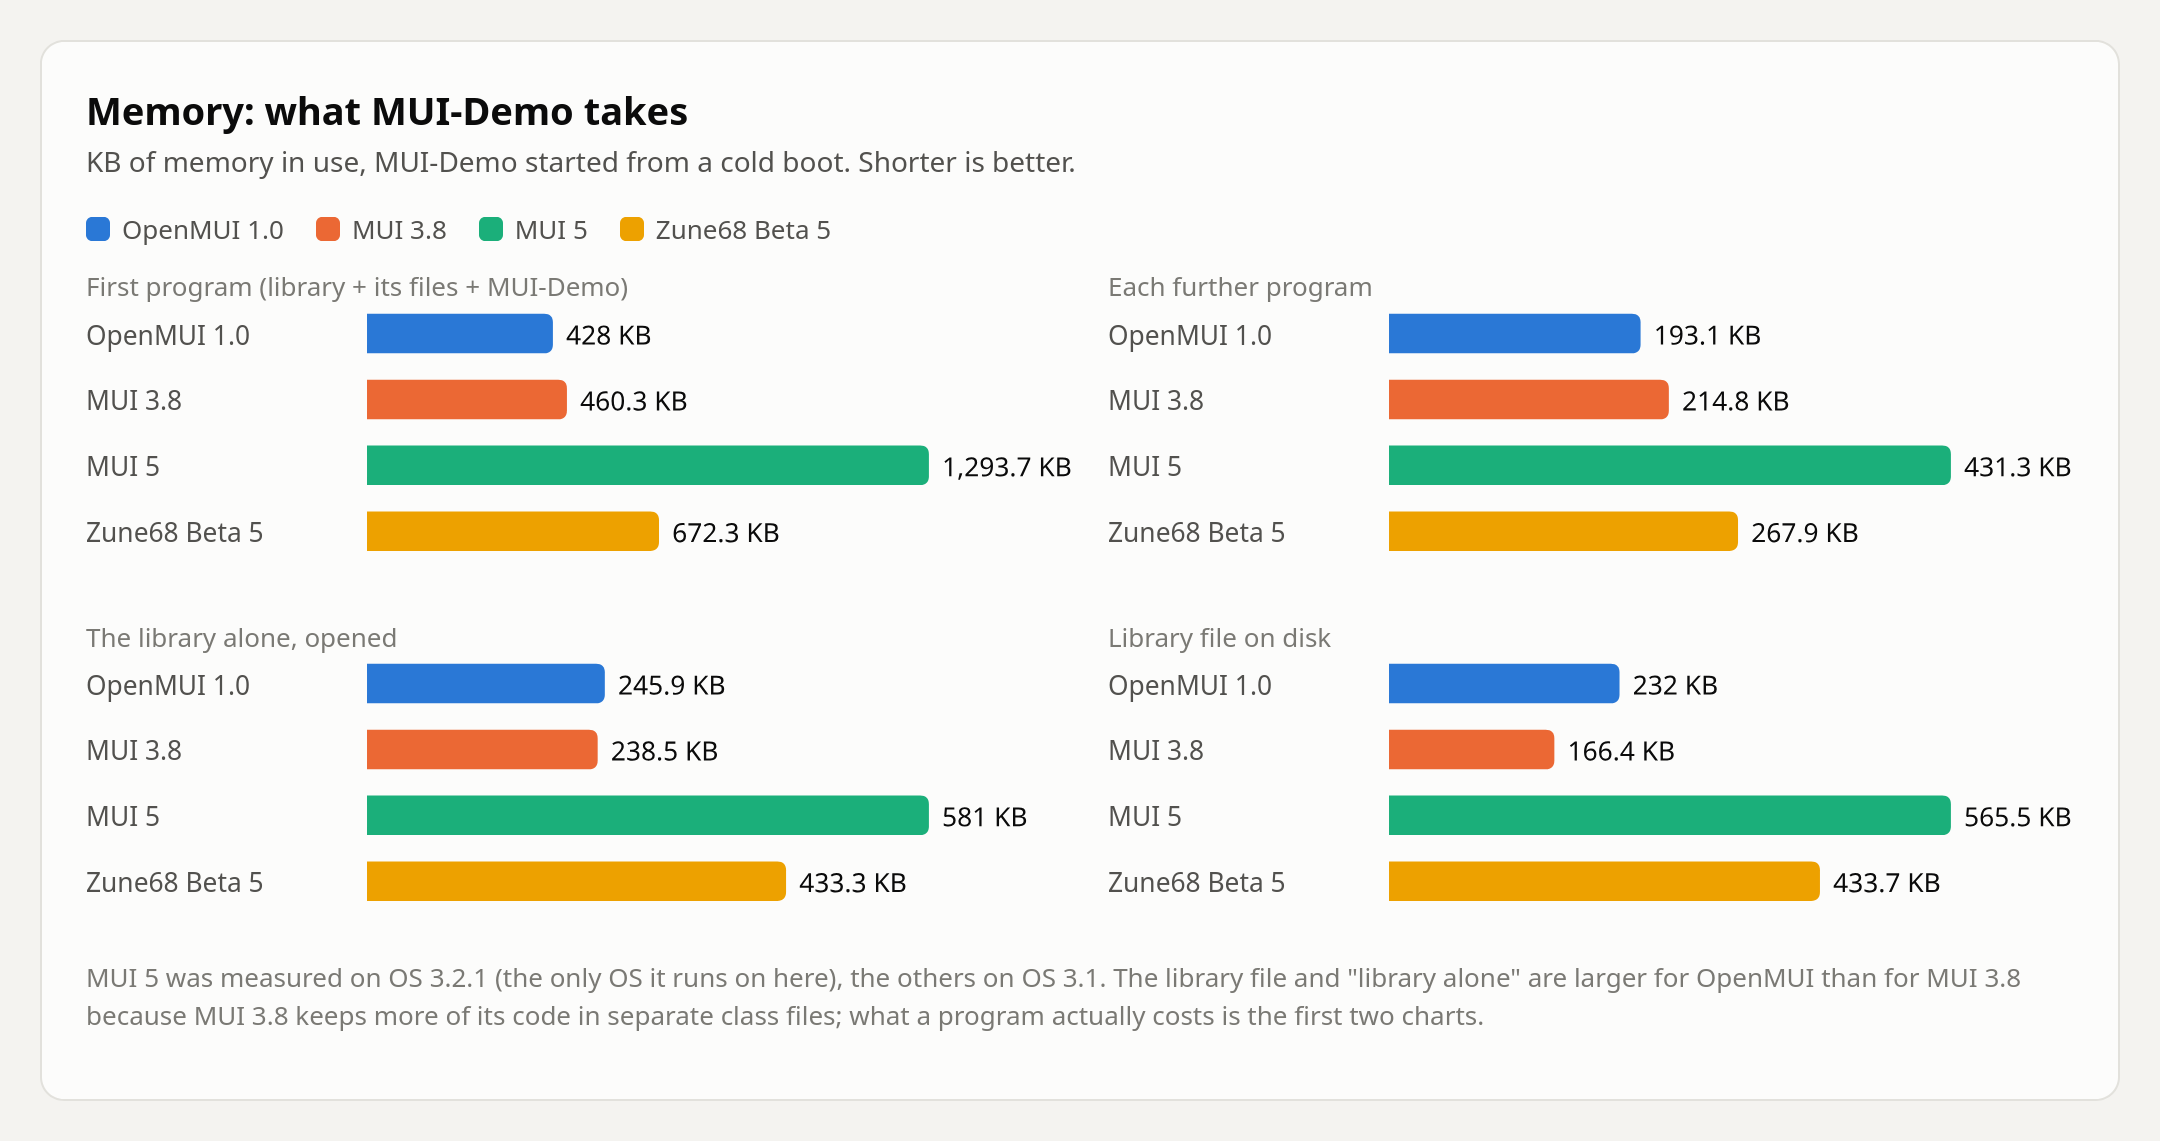 Memory: what MUI-Demo takes
KB of memory in use, MUI-Demo started from a cold boot. Shorter is better.
OpenMUI 1.0 MUI 3.8 MUI 5 Zune68 Beta 5
First program (library + its files + MUI-Demo)
OpenMUI 1.0 428 KB
MUI 3.8 460.3 KB
MUI 5 1,293.7 KB
Zune68 Beta 5 672.3 KB
Each further program
OpenMUI 1.0 193.1 KB
MUI 3.8 214.8 KB
MUI 5 431.3 KB
Zune68 Beta 5 267.9 KB
The library alone, opened
OpenMUI 1.0 245.9 KB
MUI 3.8 238.5 KB
MUI 5 581 KB
Zune68 Beta 5 433.3 KB
Library file on disk
OpenMUI 1.0 232 KB
MUI 3.8 166.4 KB
MUI 5 565.5 KB
Zune68 Beta 5 433.7 KB
MUI 5 was measured on OS 3.2.1 (the only OS it runs on here), the others on OS 3.1. The library file and "library alone" are larger for OpenMUI than for MUI 3.8
because MUI 3.8 keeps more of its code in separate class files; what a program actually costs is the first two charts.